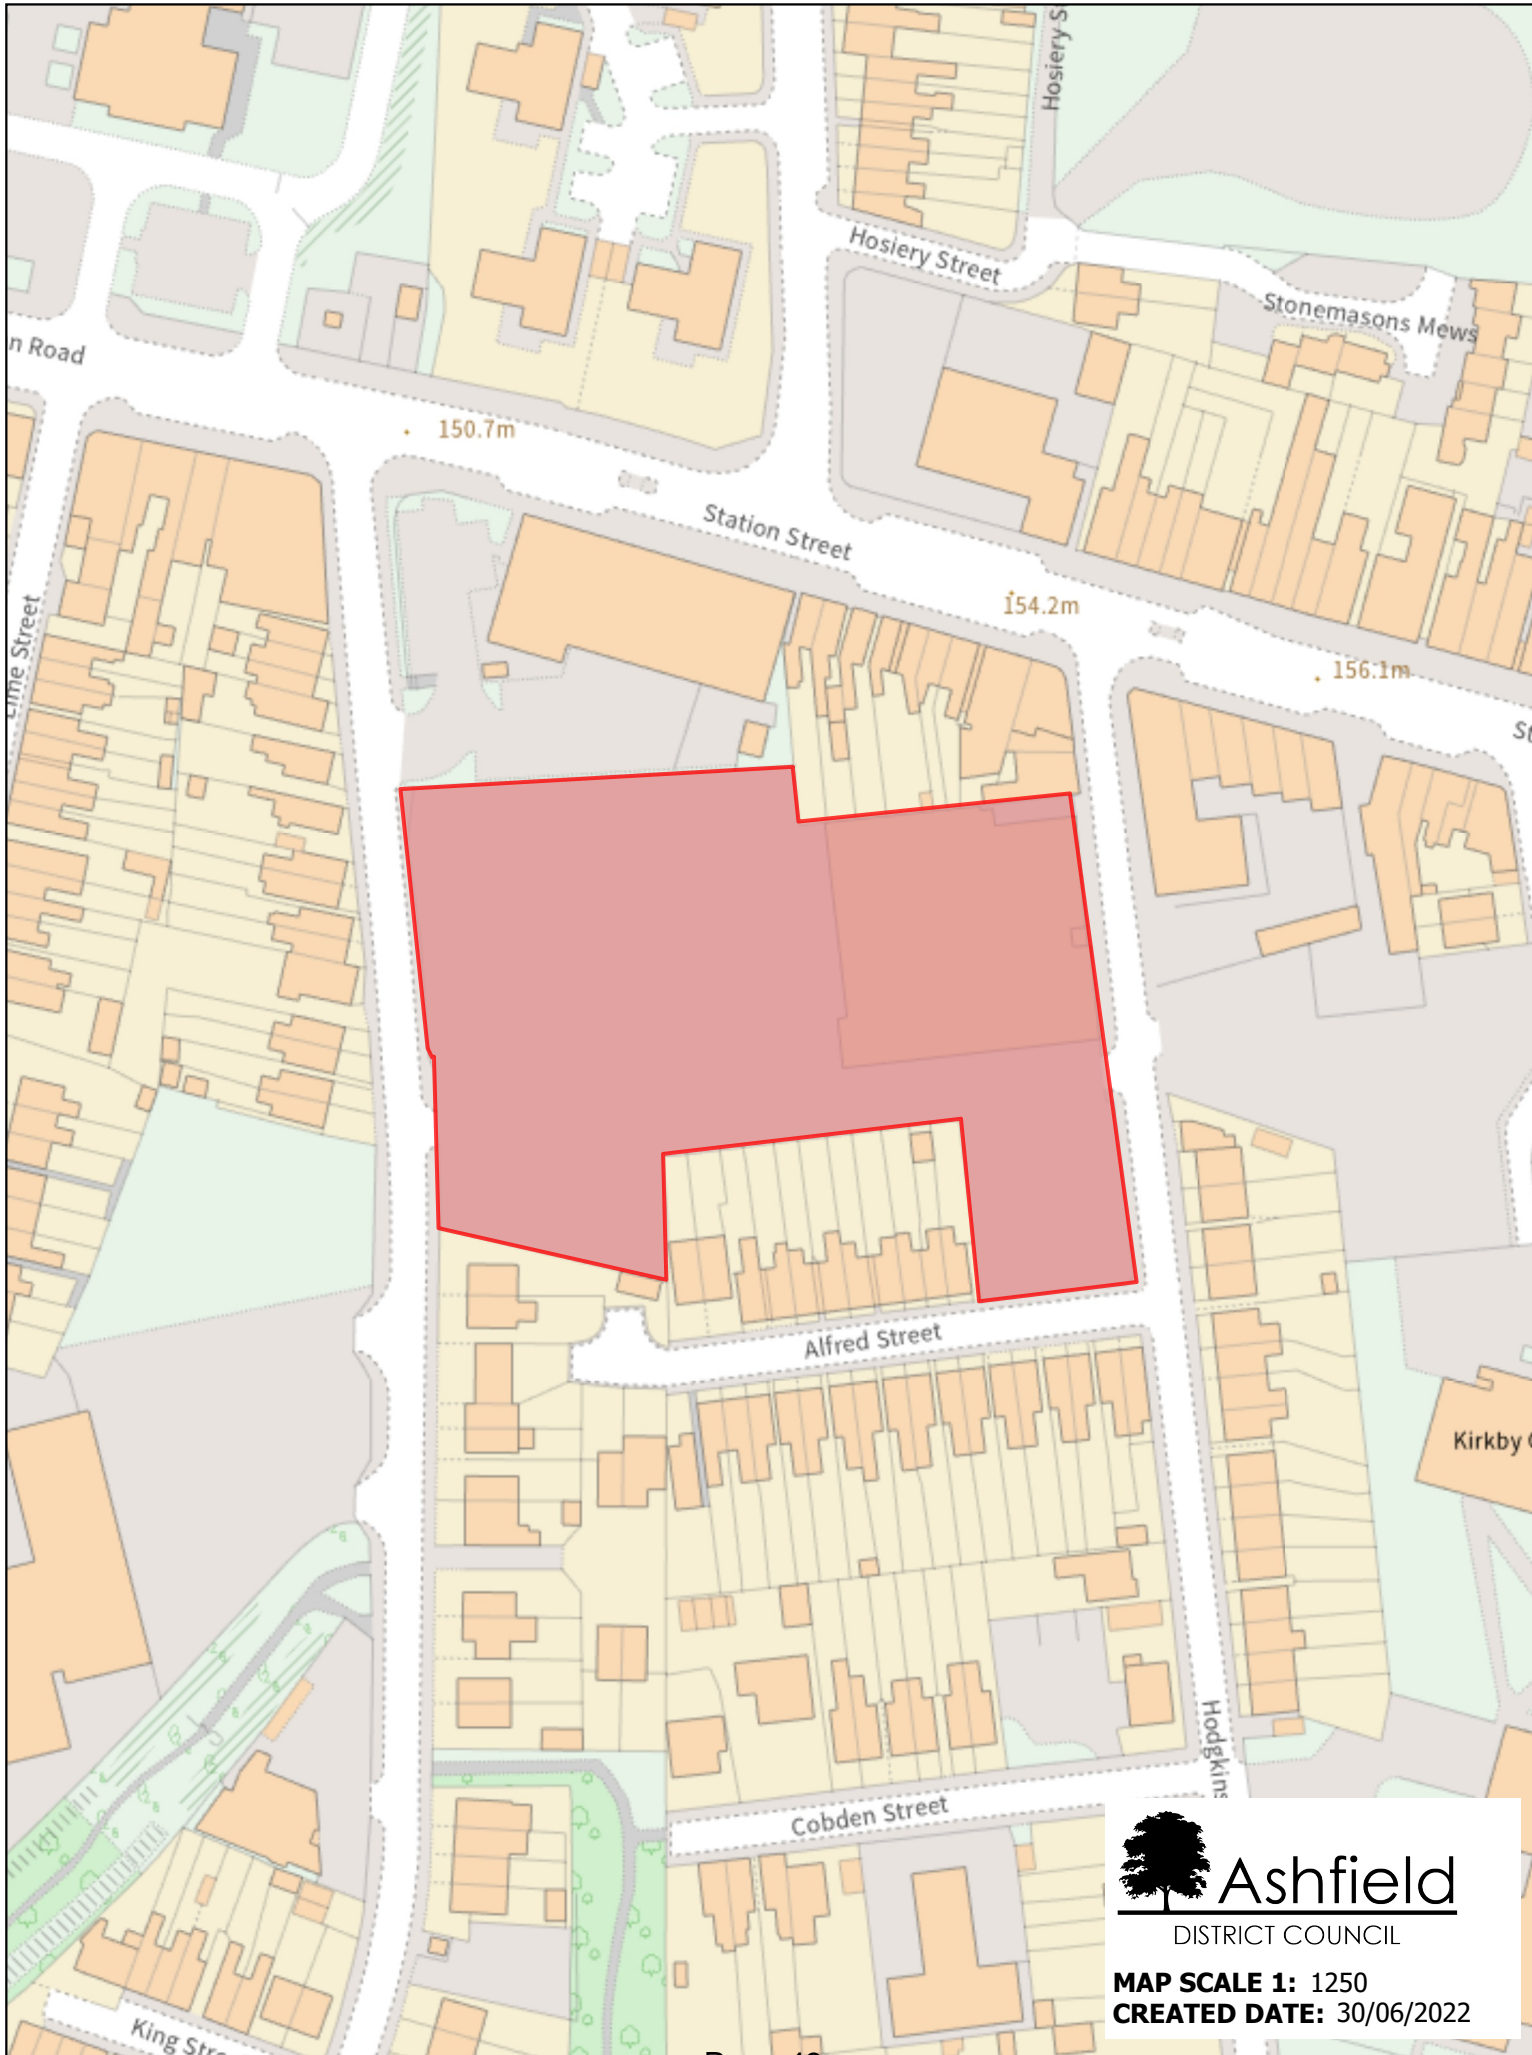 Hosiery S
Hosiery Street
Stonemasons Mews
n Road
150.7m
Station Street
154.2m
156.1m
St
Lime Street
Alfred Street
Kirkby
Hodgkins
Cobden Street
King Stre
Ashfield
DISTRICT COUNCIL
MAP SCALE 1: 1250
CREATED DATE: 30/06/2022